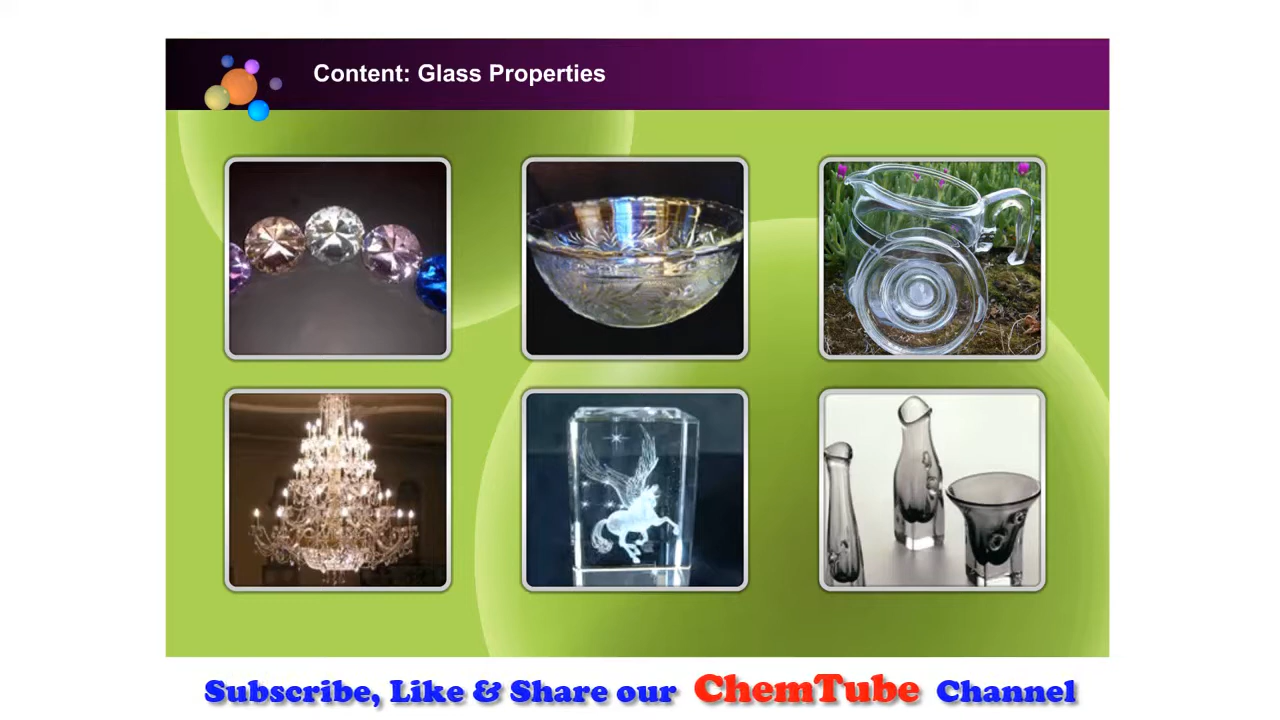 Content: Glass Properties
Subscribe, Like & Share our ChemTube Channel